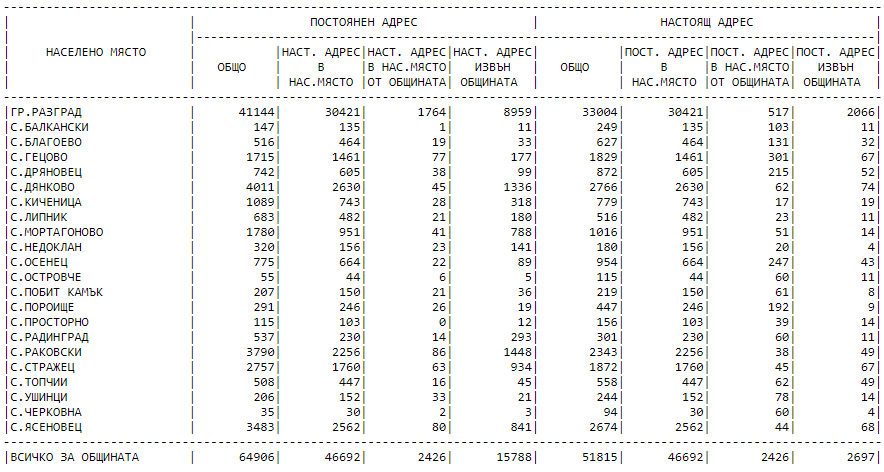 ПОСТОЯНЕН АДРЕС | НАСТОЯЩ АДРЕС
НАСЕЛЕНО МЯСТО | ОБЩО | НАСТ. АДРЕС В НАС.МЯСТО | НАСТ. АДРЕС В НАС.МЯСТО ОТ ОБЩИНАТА | НАСТ. АДРЕС ИЗВЪН ОБЩИНАТА | ОБЩО | ПОСТ. АДРЕС В НАС.МЯСТО | ПОСТ. АДРЕС В НАС.МЯСТО ОТ ОБЩИНАТА | ПОСТ. АДРЕС ИЗВЪН ОБЩИНАТА
ГР.РАЗГРАД | 41144 | 30421 | 1764 | 8959 | 33004 | 30421 | 517 | 2066
С.БАЛКАНСКИ | 147 | 135 | 1 | 11 | 249 | 135 | 103 | 11
С.БЛАГОЕВО | 516 | 464 | 19 | 33 | 627 | 464 | 131 | 32
С.ГЕЦОВО | 1715 | 1461 | 77 | 177 | 1829 | 1461 | 301 | 67
С.ДРЯНОВЕЦ | 742 | 605 | 38 | 99 | 872 | 605 | 215 | 52
С.ДЯНКОВО | 4011 | 2630 | 45 | 1336 | 2766 | 2630 | 62 | 74
С.КИЧЕНИЦА | 1089 | 743 | 28 | 318 | 779 | 743 | 17 | 19
С.ЛИПНИК | 683 | 482 | 21 | 180 | 516 | 482 | 23 | 11
С.МОРТАГОНОВО | 1780 | 951 | 41 | 788 | 1016 | 951 | 51 | 14
С.НЕДОКЛАН | 320 | 156 | 23 | 141 | 180 | 156 | 20 | 4
С.ОСЕНЕЦ | 775 | 664 | 22 | 89 | 954 | 664 | 247 | 43
С.ОСТРОВЧЕ | 55 | 44 | 6 | 5 | 115 | 44 | 60 | 11
С.ПОБИТ КАМЪК | 207 | 150 | 21 | 36 | 219 | 150 | 61 | 8
С.ПОРОИЩЕ | 291 | 246 | 26 | 19 | 447 | 246 | 192 | 9
С.ПРОСТОРНО | 115 | 103 | 0 | 12 | 156 | 103 | 39 | 14
С.РАДИНГРАД | 537 | 230 | 14 | 293 | 301 | 230 | 60 | 11
С.РАКОВСКИ | 3790 | 2256 | 86 | 1448 | 2343 | 2256 | 38 | 49
С.СТРАЖЕЦ | 2757 | 1760 | 63 | 934 | 1872 | 1760 | 45 | 67
С.ТОПЧИИ | 508 | 447 | 16 | 45 | 558 | 447 | 62 | 49
С.УШИНЦИ | 206 | 152 | 33 | 21 | 244 | 152 | 78 | 14
С.ЧЕРКОВНА | 35 | 30 | 2 | 3 | 94 | 30 | 60 | 4
С.ЯСЕНОВЕЦ | 3483 | 2562 | 80 | 841 | 2674 | 2562 | 44 | 68
ВСИЧКО ЗА ОБЩИНАТА | 64906 | 46692 | 2426 | 15788 | 51815 | 46692 | 2426 | 2697